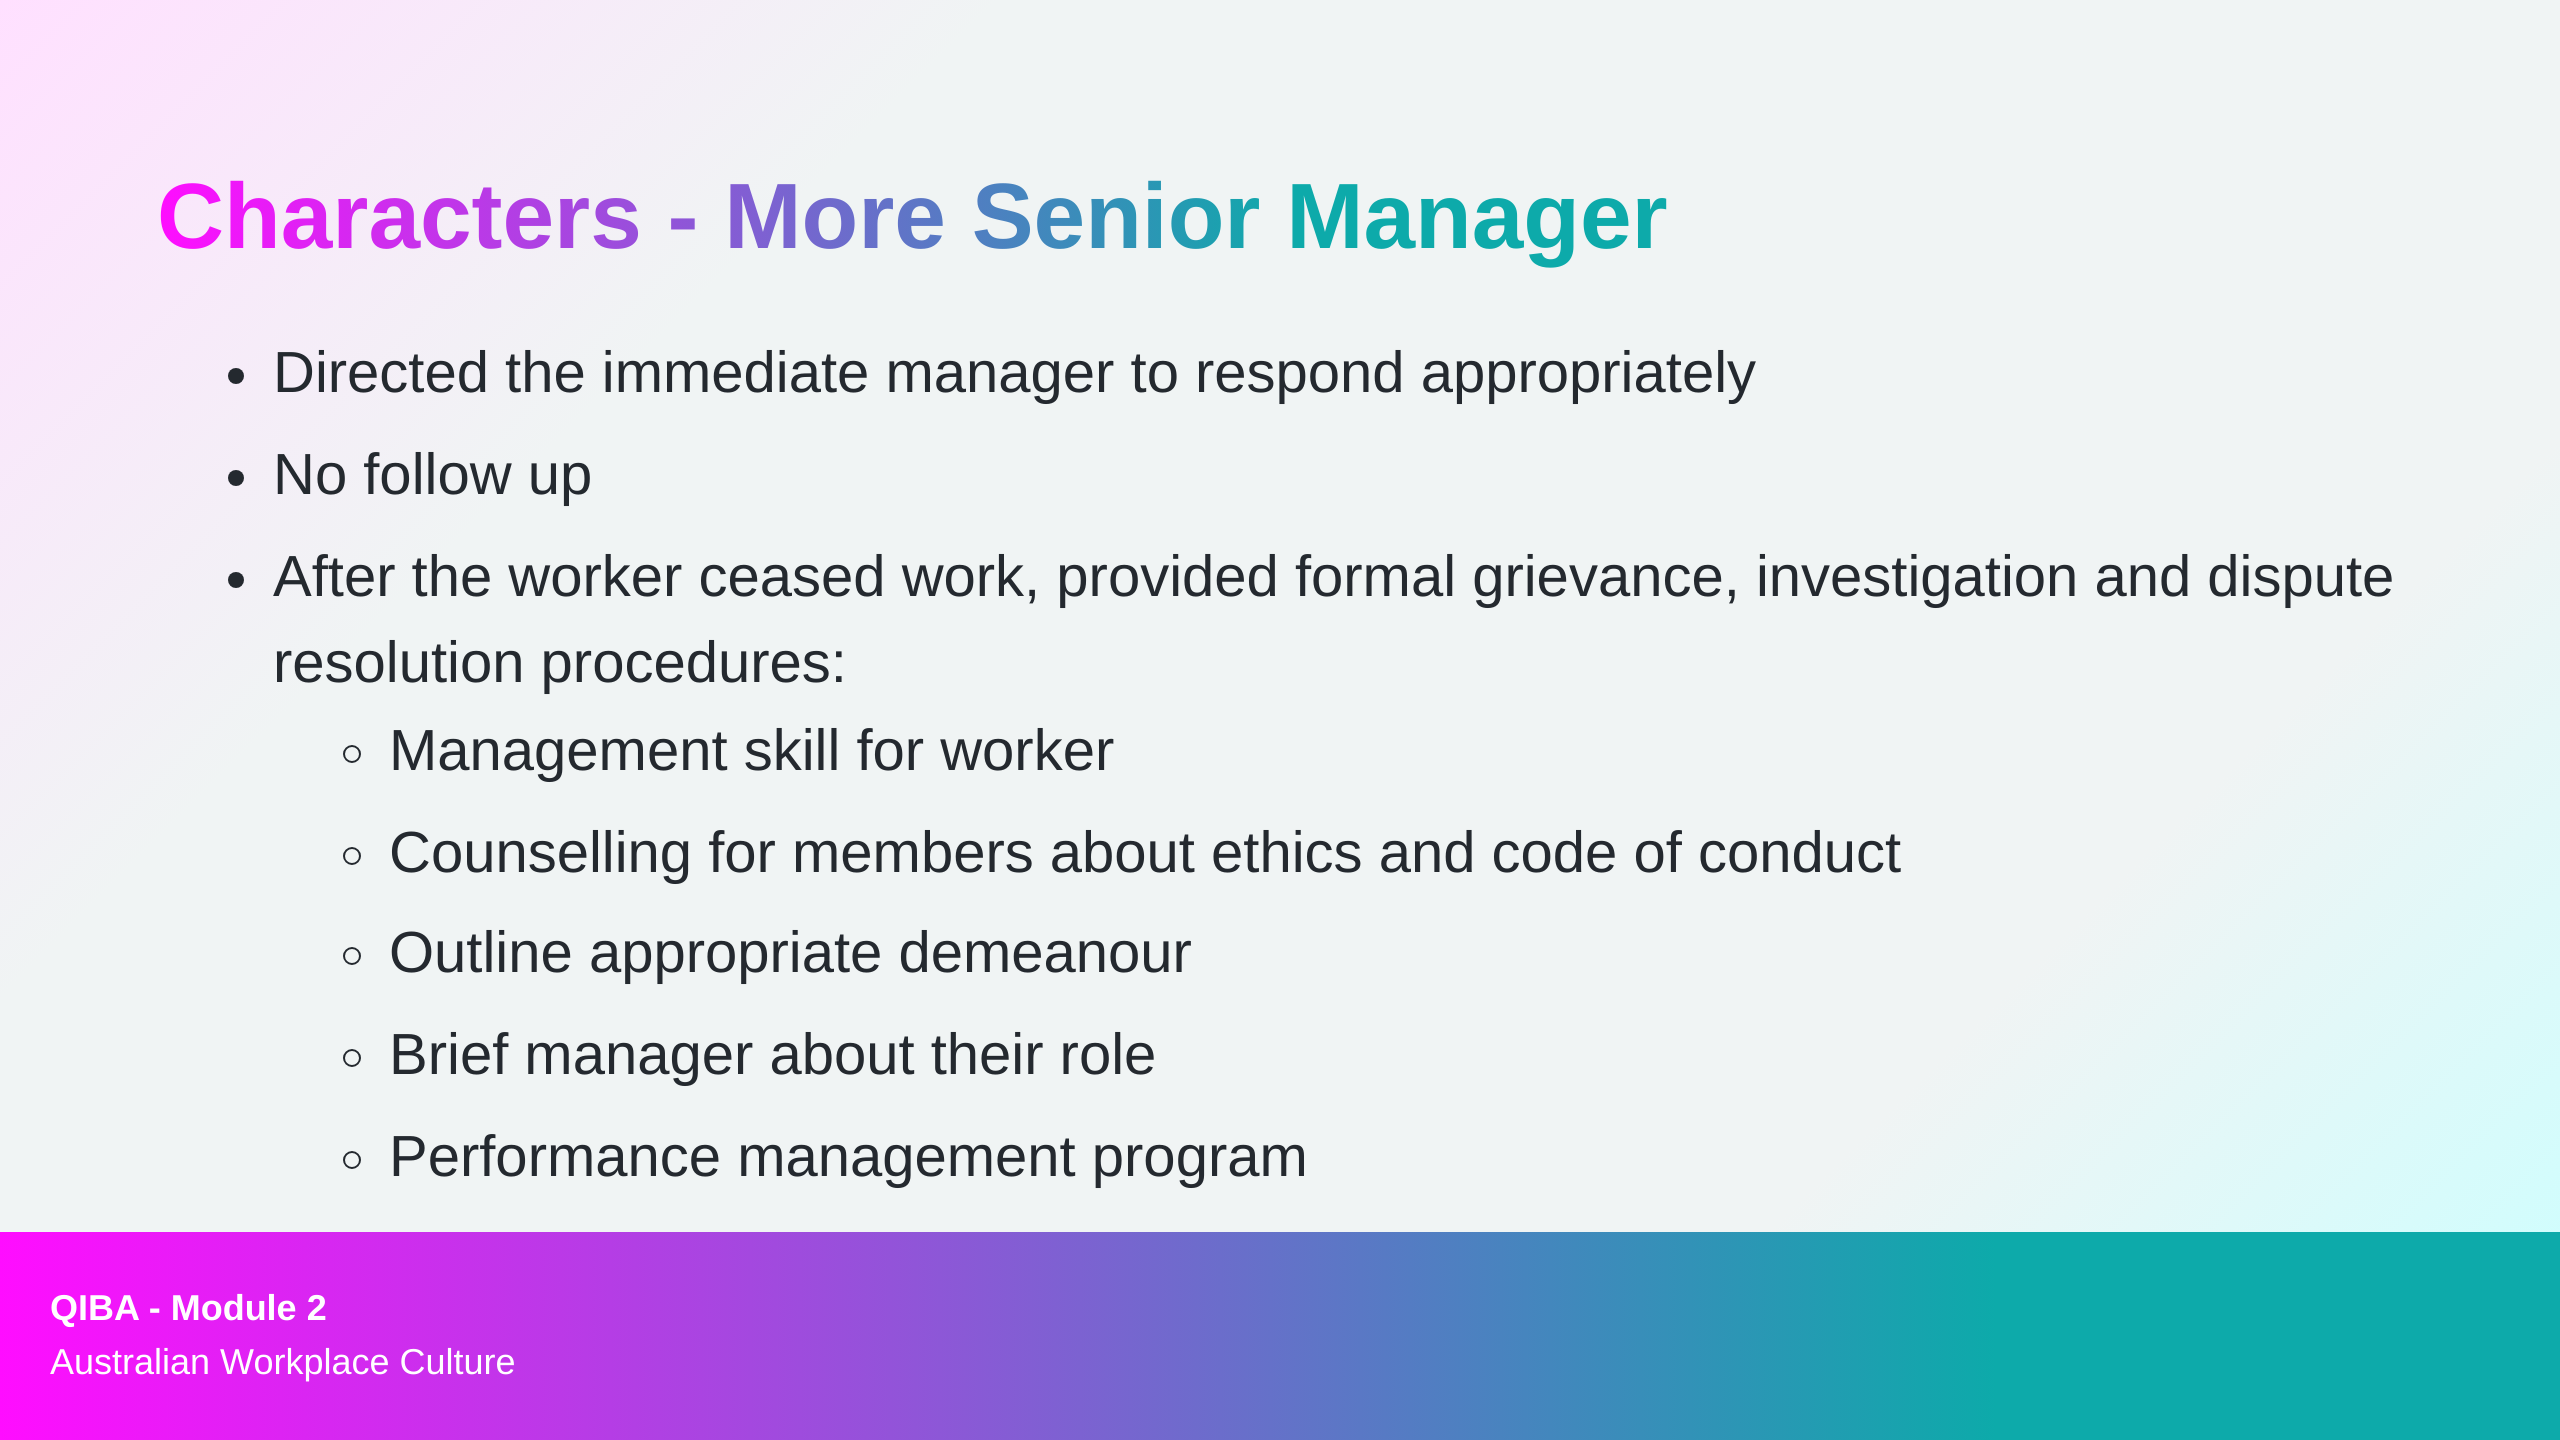 Characters - More Senior Manager
• Directed the immediate manager to respond appropriately
• No follow up
• After the worker ceased work, provided formal grievance, investigation and dispute
resolution procedures:
◦ Management skill for worker
◦ Counselling for members about ethics and code of conduct
◦ Outline appropriate demeanour
◦ Brief manager about their role
◦ Performance management program
QIBA - Module 2
Australian Workplace Culture